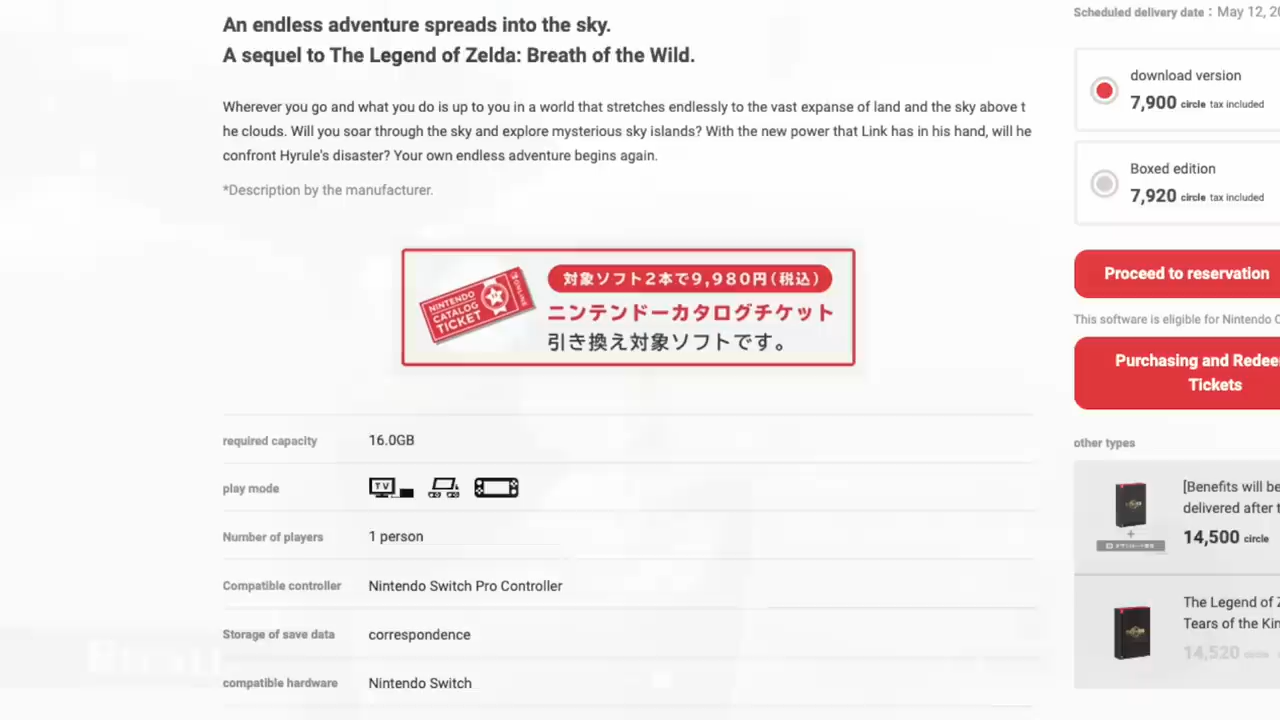 An endless adventure spreads into the sky.
A sequel to The Legend of Zelda: Breath of the Wild.
Wherever you go and what you do is up to you in a world that stretches endlessly to the vast expanse of land and the sky above t
he clouds. Will you soar through the sky and explore mysterious sky islands? With the new power that Link has in his hand, will he
confront Hyrule's disaster? Your own endless adventure begins again.
*Description by the manufacturer.
NINTENDO
CATALOG
TICKET
対象ソフト2本で9,980円(税込)
ニンテンドーカタログチケット
引き換え対象ソフトです。
required capacity 16.0GB
play mode TV
Number of players 1 person
Compatible controller Nintendo Switch Pro Controller
Storage of save data correspondence
compatible hardware Nintendo Switch
Scheduled delivery date : May 12, 20
download version
7,900 circle tax included
Boxed edition
7,920 circle tax included
Proceed to reservation
This software is eligible for Nintendo C
Purchasing and Redee
Tickets
other types
[Benefits will be
delivered after t
14,500 circle
The Legend of Z
Tears of the Kin
14,520 circle